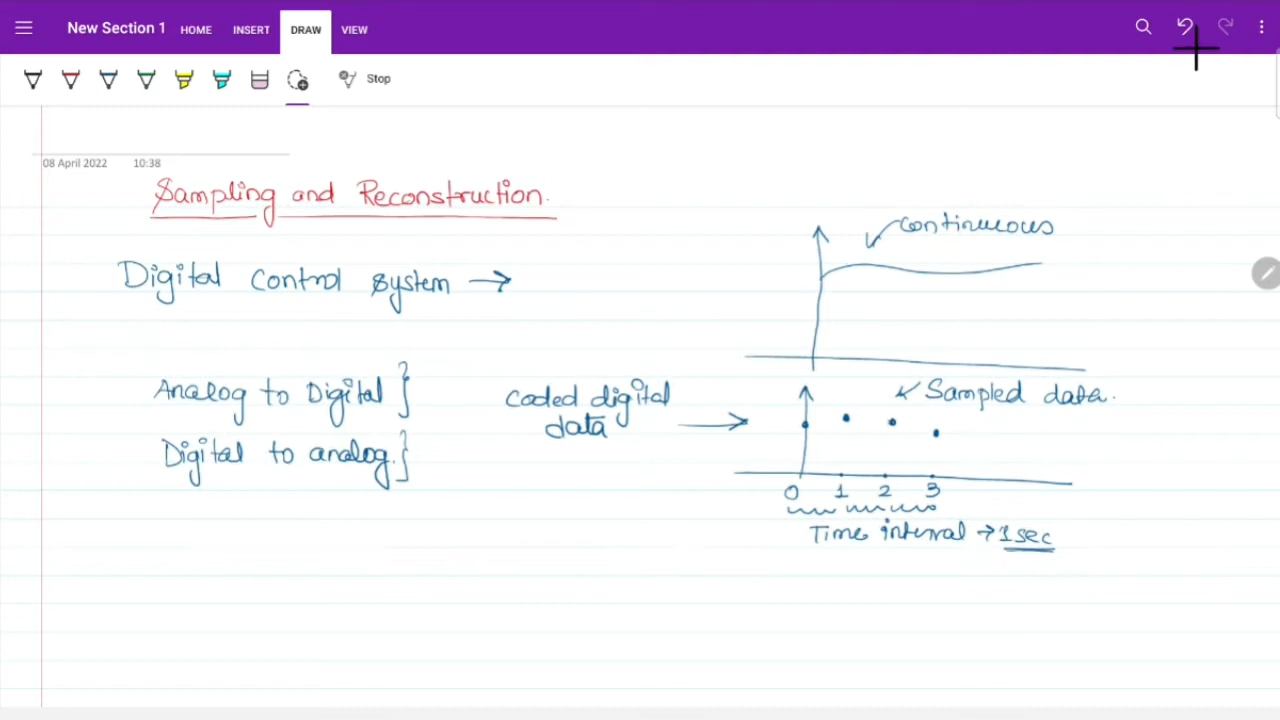 New Section 1 HOME INSERT DRAW VIEW
Stop
08 April 2022 10:38
Sampling and Reconstruction.
continuous
Digital control system →
Analog to Digital }
Digital to analog. }
coded digital
data →
Sampled data.
0 1 2 3
Time interval → 1 sec